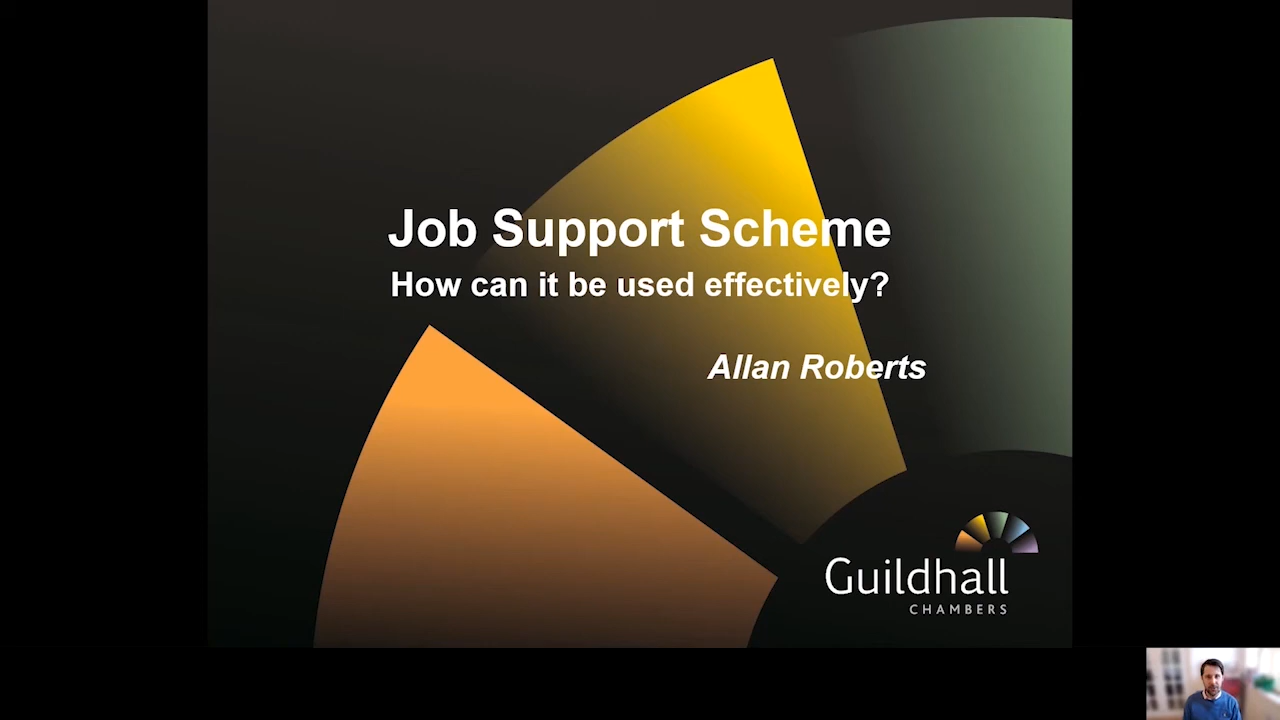 Job Support Scheme
How can it be used effectively?
Allan Roberts
Guildhall
CHAMBERS